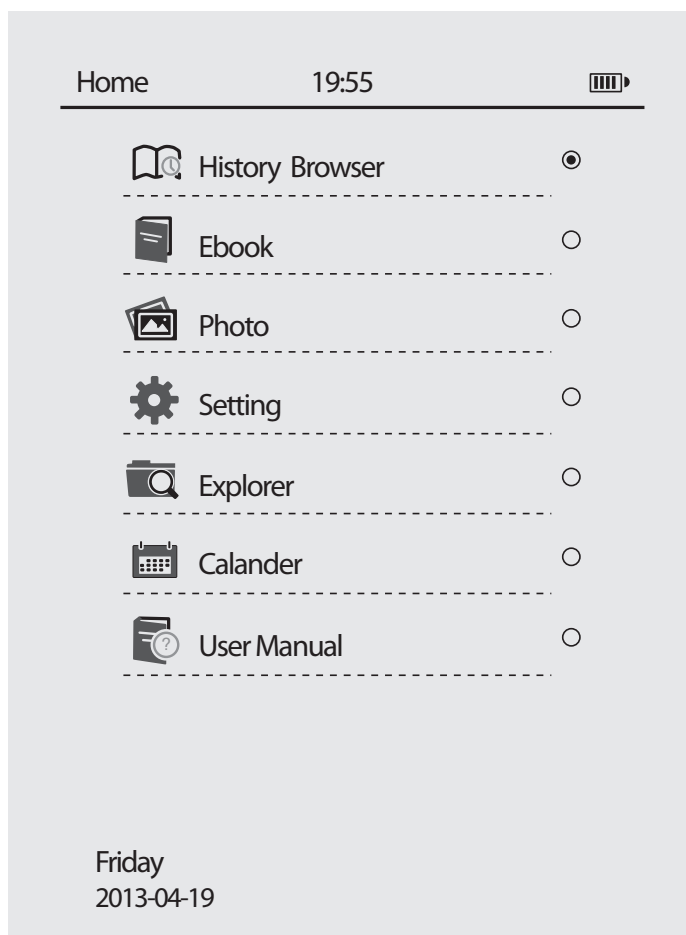 Home 19:55
History Browser
Ebook
Photo
Setting
Explorer
Calander
?
User Manual
Friday
2013-04-19